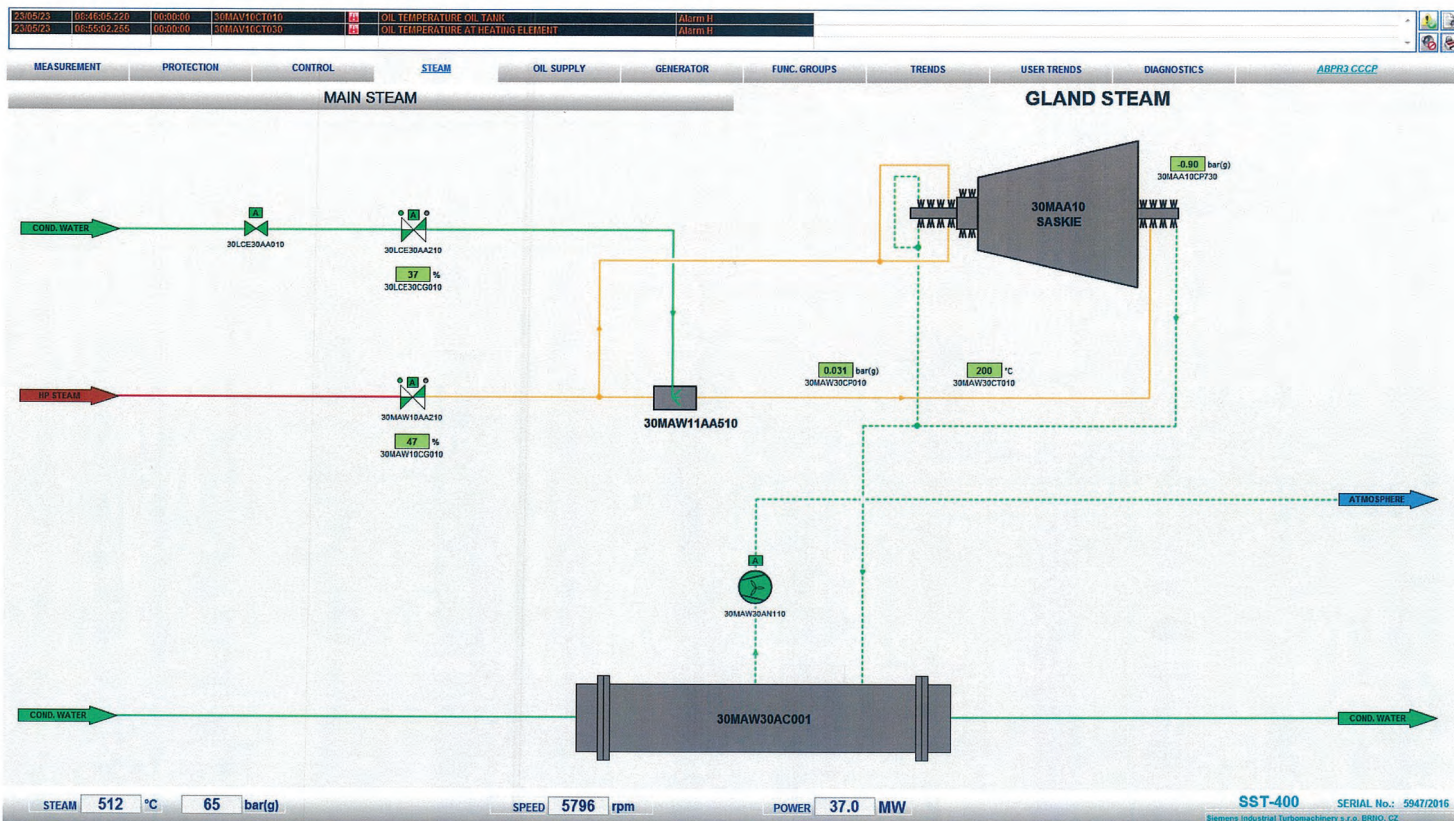 23/05/23 08:46:05.220 00:00:00 30MAV10CT010 OIL TEMPERATURE OIL TANK Alarm H
23/05/23 08:55:02.255 00:00:00 30MAV10CT030 OIL TEMPERATURE AT HEATING ELEMENT Alarm H
MEASUREMENT PROTECTION CONTROL STEAM OIL SUPPLY GENERATOR FUNC. GROUPS TRENDS USER TRENDS DIAGNOSTICS ABPR3 CCCP
MAIN STEAM GLAND STEAM
-0.90 bar(g)
30MAA10CP730
30MAA10
SASKIE
COND. WATER
A
30LCE30AA010
A
30LCE30AA210
37 %
30LCE30CG010
0.031 bar(g)
30MAW30CP010
200 °C
30MAW30CT010
HP STEAM
A
30MAW10AA210
47 %
30MAW10CG010
30MAW11AA510
ATMOSPHERE
A
30MAW30AN110
COND. WATER
30MAW30AC001
COND. WATER
STEAM 512 °C 65 bar(g) SPEED 5796 rpm POWER 37.0 MW
SST-400 SERIAL No.: 5947/2016
Siemens Industrial Turbomachinery s.r.o. BRNO, CZ